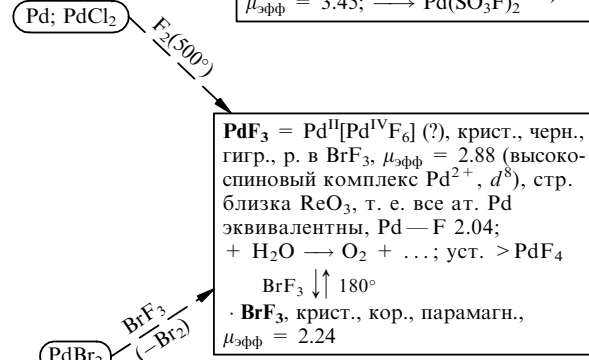 μэфф = 3.45; ⟶ Pd(SO₃F)₂
Pd; PdCl₂
F₂(500°)
PdF₃ = Pdᴵᴵ[PdᴵⱽF₆] (?), крист., черн.,
гигр., р. в BrF₃, μэфф = 2.88 (высоко-
спиновый комплекс Pd²⁺, d⁸), стр.
близка ReO₃, т. е. все ат. Pd
эквивалентны, Pd—F 2.04;
+ H₂O ⟶ O₂ + ...; уст. >PdF₄
BrF₃ ↓↑ 180°
· BrF₃, крист., кор., парамагн.,
μэфф = 2.24
BrF₃
(−Br₂)
PdBr₂